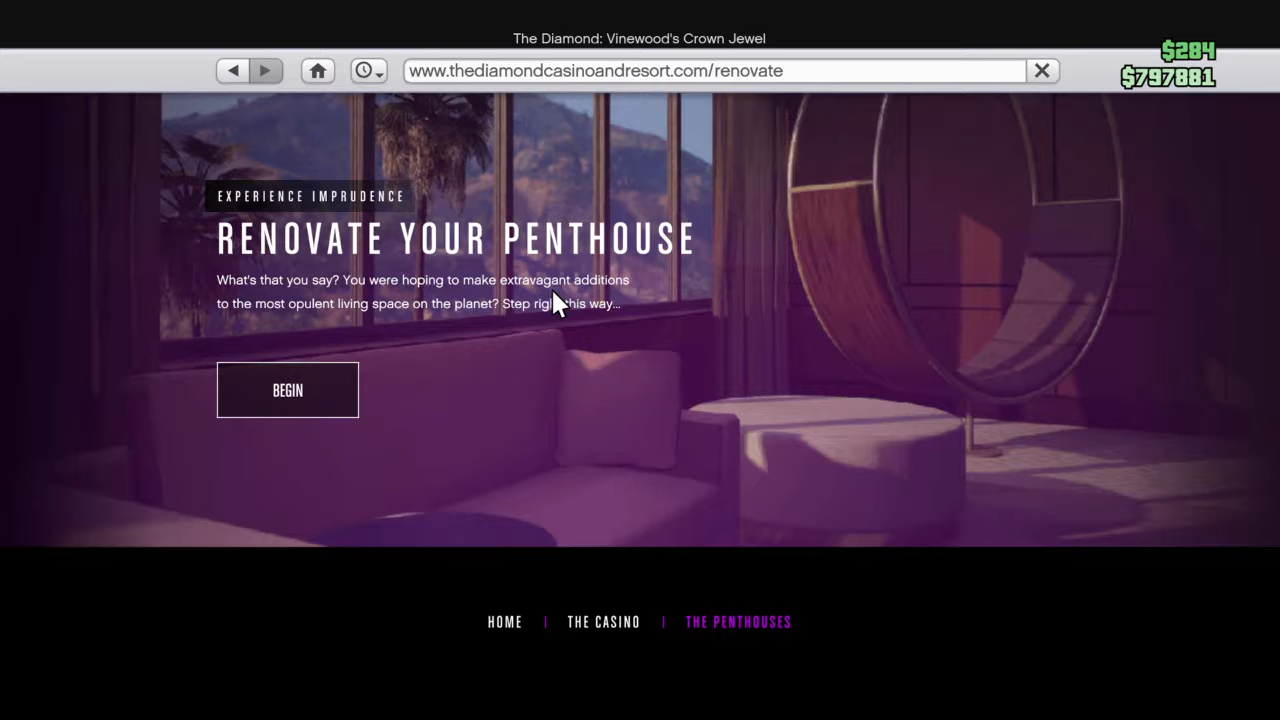 The Diamond: Vinewood's Crown Jewel
www.thediamondcasinoandresort.com/renovate
$284
$797881
EXPERIENCE IMPRUDENCE
RENOVATE YOUR PENTHOUSE
What's that you say? You were hoping to make extravagant additions
to the most opulent living space on the planet? Step right this way...
BEGIN
HOME | THE CASINO | THE PENTHOUSES